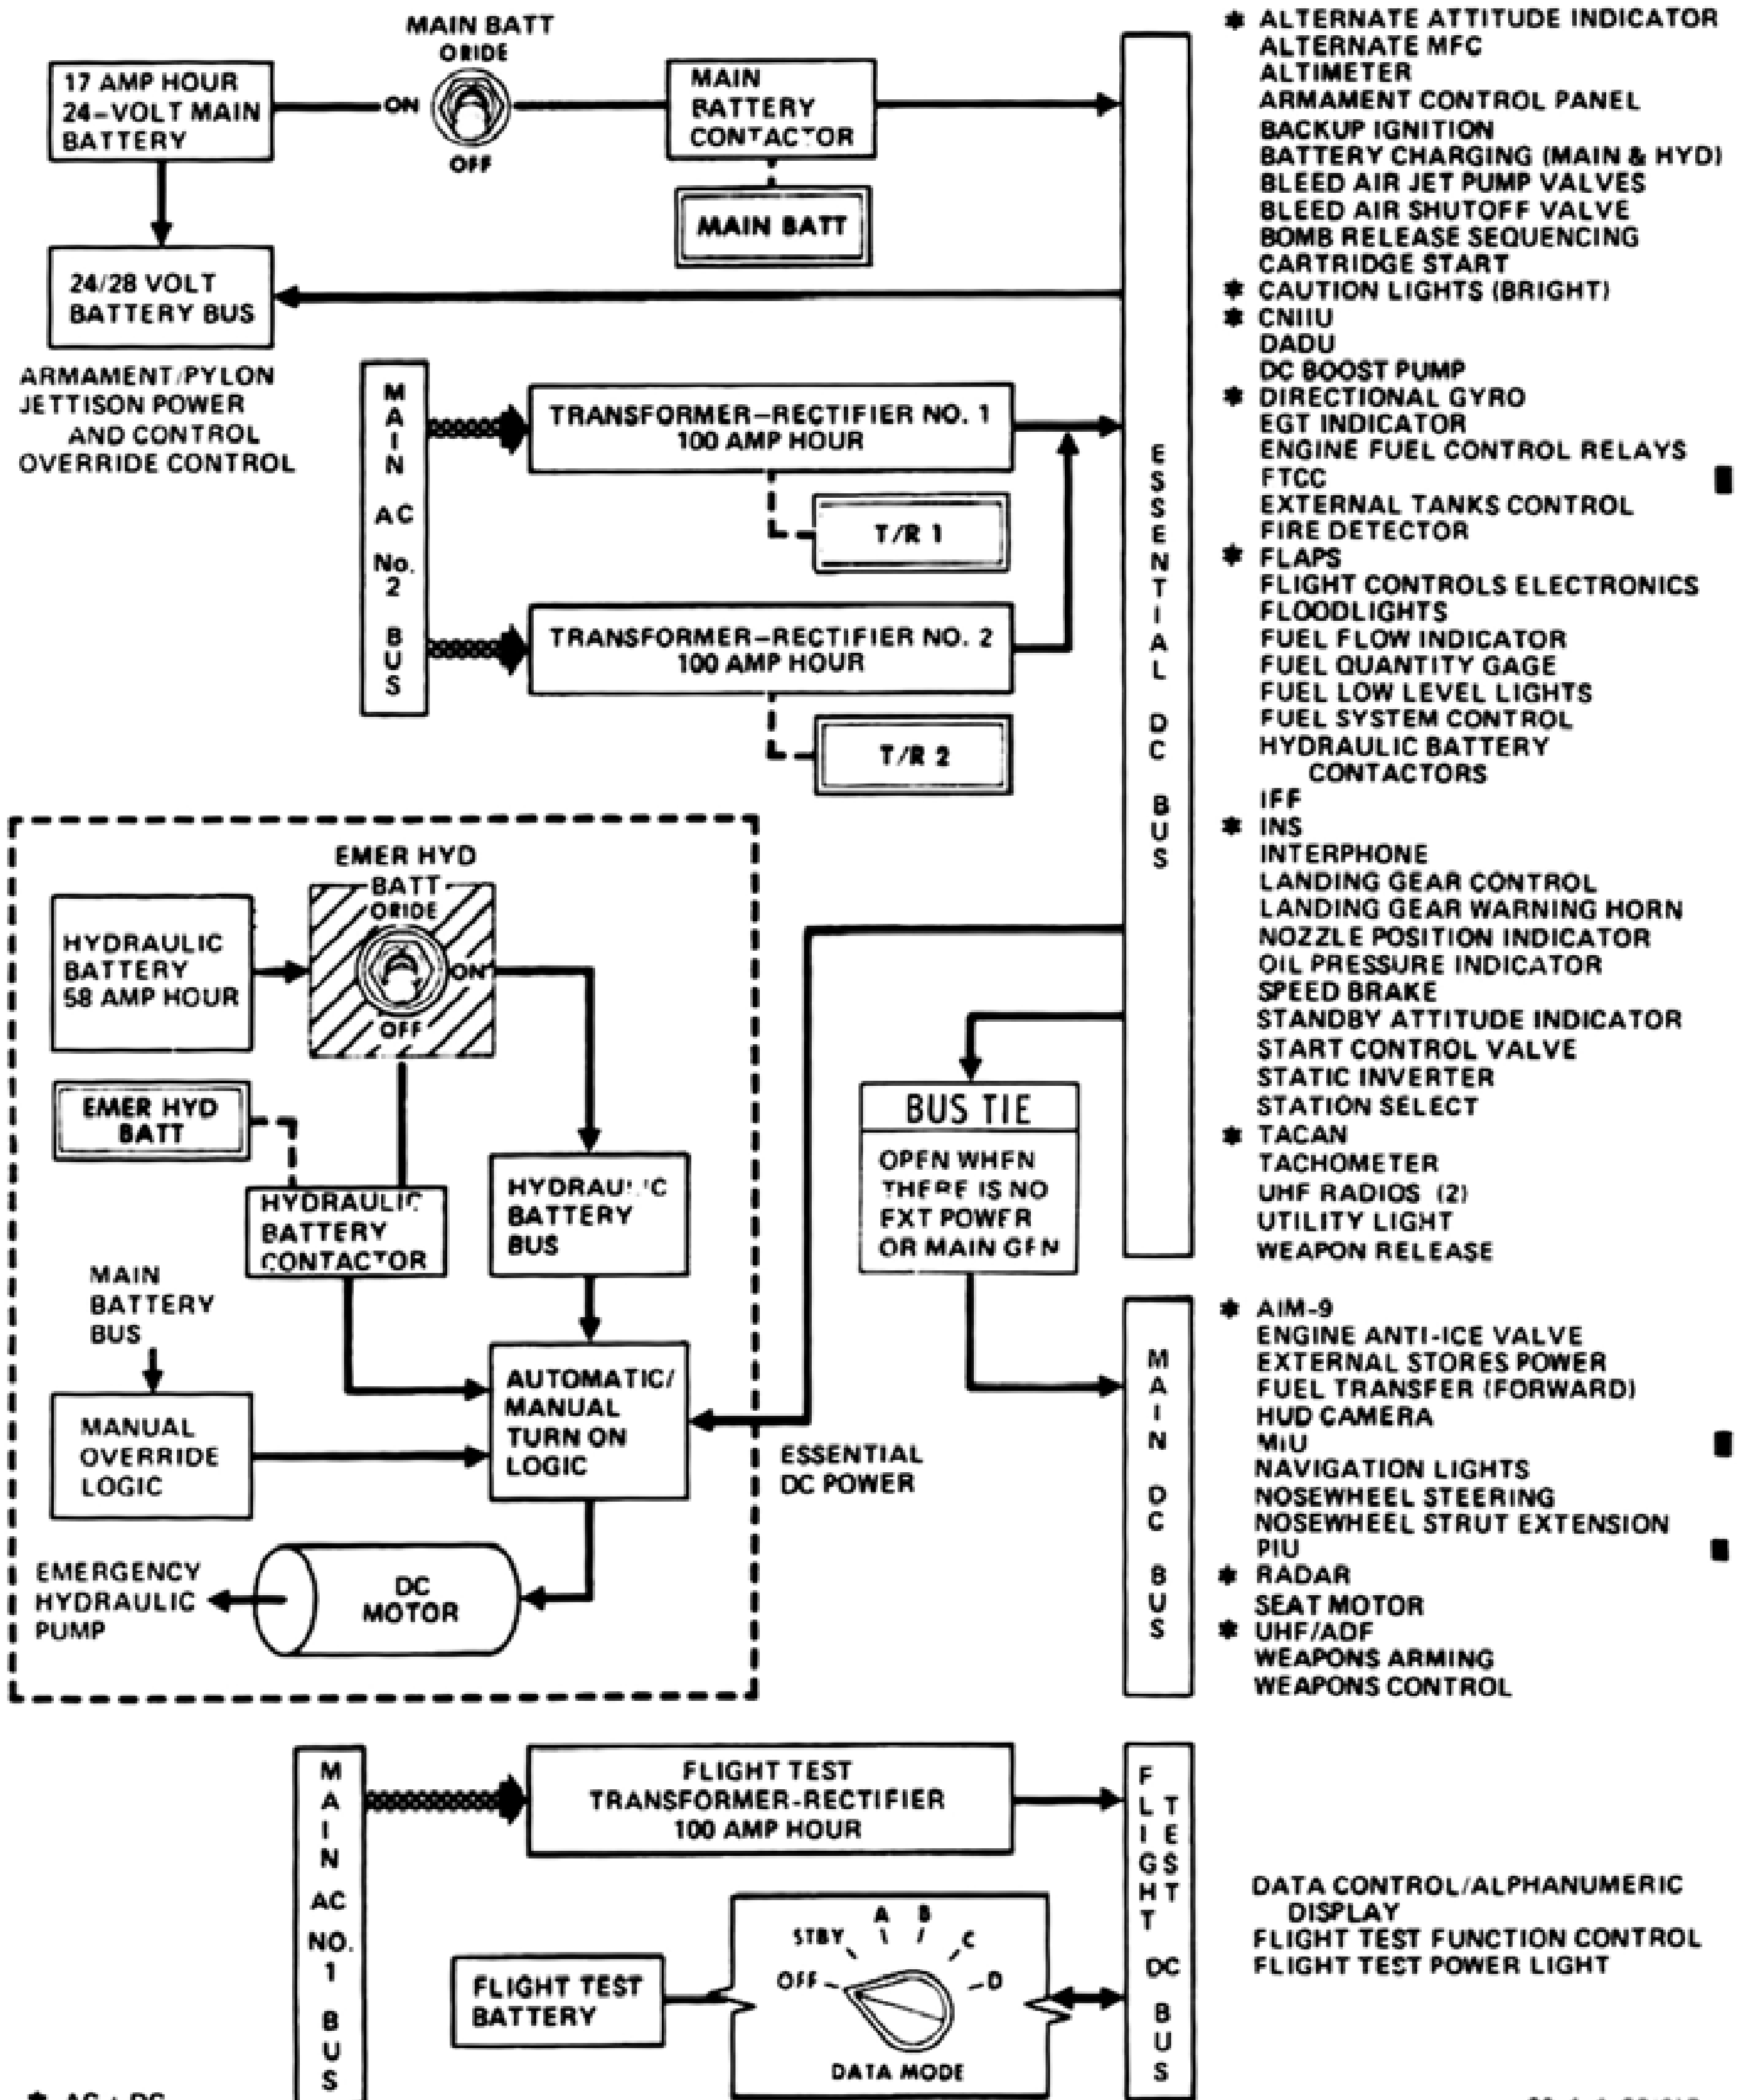 MAIN BATT
ORIDE
ON
OFF
17 AMP HOUR
24-VOLT MAIN
BATTERY
MAIN
BATTERY
CONTACTOR
MAIN BATT
24/28 VOLT
BATTERY BUS
ARMAMENT/PYLON
JETTISON POWER
AND CONTROL
OVERRIDE CONTROL
MAIN AC No. 2 BUS
TRANSFORMER-RECTIFIER NO. 1
100 AMP HOUR
T/R 1
TRANSFORMER-RECTIFIER NO. 2
100 AMP HOUR
T/R 2
ESSENTIAL DC BUS
* ALTERNATE ATTITUDE INDICATOR
ALTERNATE MFC
ALTIMETER
ARMAMENT CONTROL PANEL
BACKUP IGNITION
BATTERY CHARGING (MAIN & HYD)
BLEED AIR JET PUMP VALVES
BLEED AIR SHUTOFF VALVE
BOMB RELEASE SEQUENCING
CARTRIDGE START
* CAUTION LIGHTS (BRIGHT)
* CNIIU
DADU
DC BOOST PUMP
* DIRECTIONAL GYRO
EGT INDICATOR
ENGINE FUEL CONTROL RELAYS
FTCC
EXTERNAL TANKS CONTROL
FIRE DETECTOR
* FLAPS
FLIGHT CONTROLS ELECTRONICS
FLOODLIGHTS
FUEL FLOW INDICATOR
FUEL QUANTITY GAGE
FUEL LOW LEVEL LIGHTS
FUEL SYSTEM CONTROL
HYDRAULIC BATTERY
CONTACTORS
IFF
* INS
INTERPHONE
LANDING GEAR CONTROL
LANDING GEAR WARNING HORN
NOZZLE POSITION INDICATOR
OIL PRESSURE INDICATOR
SPEED BRAKE
STANDBY ATTITUDE INDICATOR
START CONTROL VALVE
STATIC INVERTER
STATION SELECT
* TACAN
TACHOMETER
UHF RADIOS (2)
UTILITY LIGHT
WEAPON RELEASE
EMER HYD
BATT
ORIDE
ON
OFF
HYDRAULIC
BATTERY
58 AMP HOUR
EMER HYD
BATT
HYDRAULIC
BATTERY
CONTACTOR
HYDRAULIC
BATTERY
BUS
MAIN
BATTERY
BUS
MANUAL
OVERRIDE
LOGIC
AUTOMATIC/
MANUAL
TURN ON
LOGIC
ESSENTIAL
DC POWER
DC
MOTOR
EMERGENCY
HYDRAULIC
PUMP
BUS TIE
OPEN WHEN
THERE IS NO
EXT POWER
OR MAIN GEN
MAIN DC BUS
* AIM-9
ENGINE ANTI-ICE VALVE
EXTERNAL STORES POWER
FUEL TRANSFER (FORWARD)
HUD CAMERA
MIU
NAVIGATION LIGHTS
NOSEWHEEL STEERING
NOSEWHEEL STRUT EXTENSION
PIU
* RADAR
SEAT MOTOR
* UHF/ADF
WEAPONS ARMING
WEAPONS CONTROL
MAIN AC NO. 1 BUS
FLIGHT TEST
TRANSFORMER-RECTIFIER
100 AMP HOUR
FLIGHT TEST
BATTERY
OFF
STBY
A
B
C
D
DATA MODE
FLIGHT TEST DC BUS
DATA CONTROL/ALPHANUMERIC
DISPLAY
FLIGHT TEST FUNCTION CONTROL
FLIGHT TEST POWER LIGHT